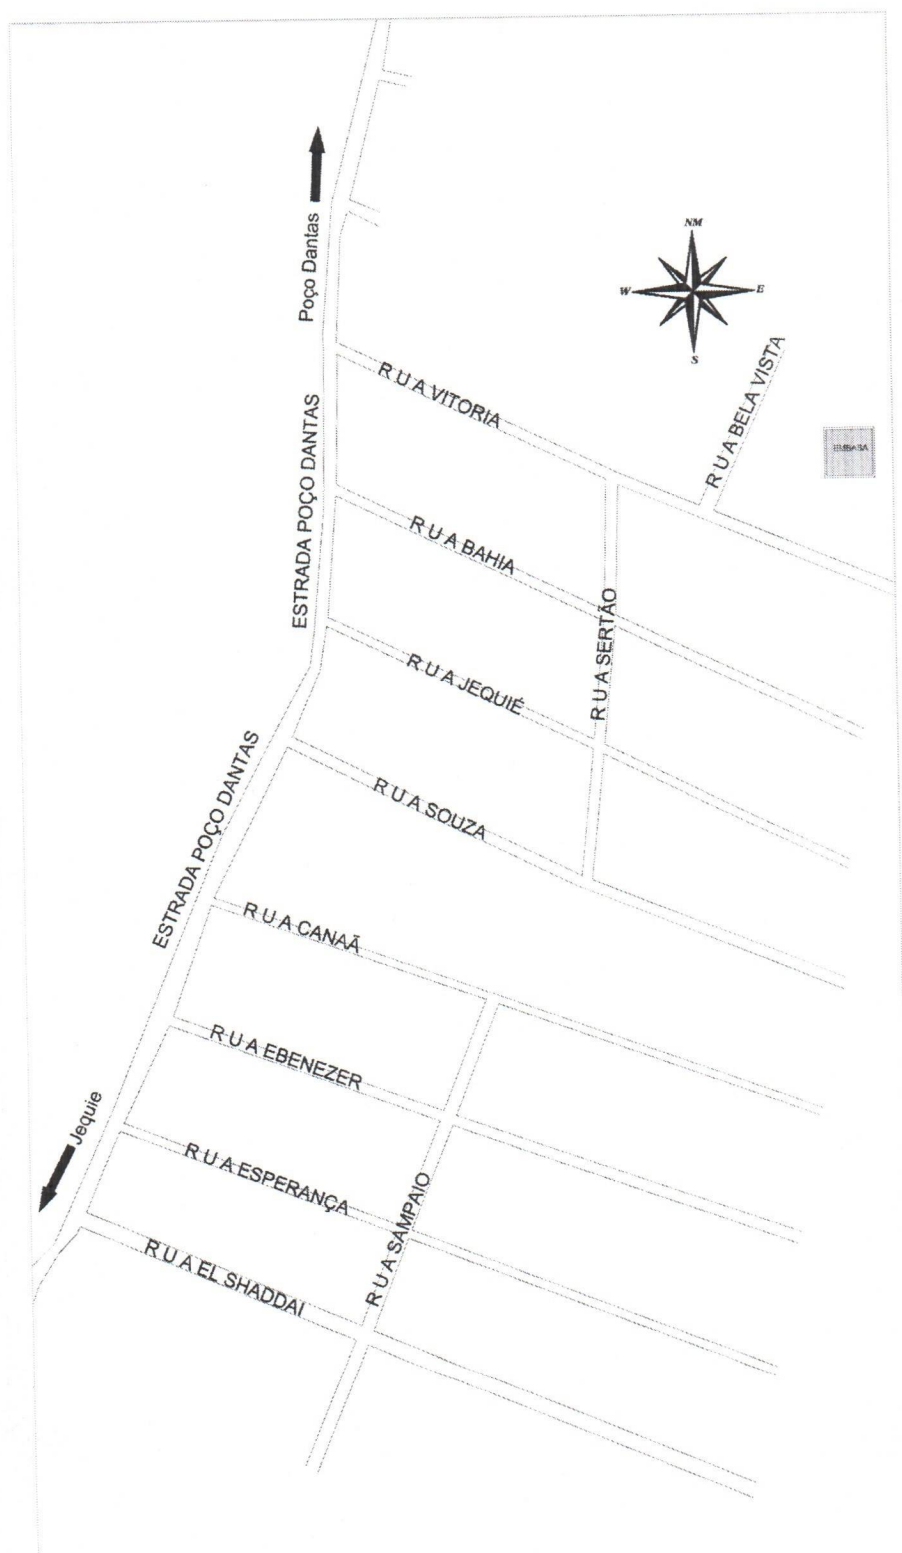 Poço Dantas
NM
W
E
S
RUA BELA VISTA
RUA VITORIA
EMBASA
ESTRADA POÇO DANTAS
RUA BAHIA
RUA SERTÃO
RUA JEQUIÉ
ESTRADA POÇO DANTAS
RUA SOUZA
RUA CANAÃ
RUA EBENEZER
Jequie
RUA ESPERANÇA
RUA SAMPAIO
RUA EL SHADDAI